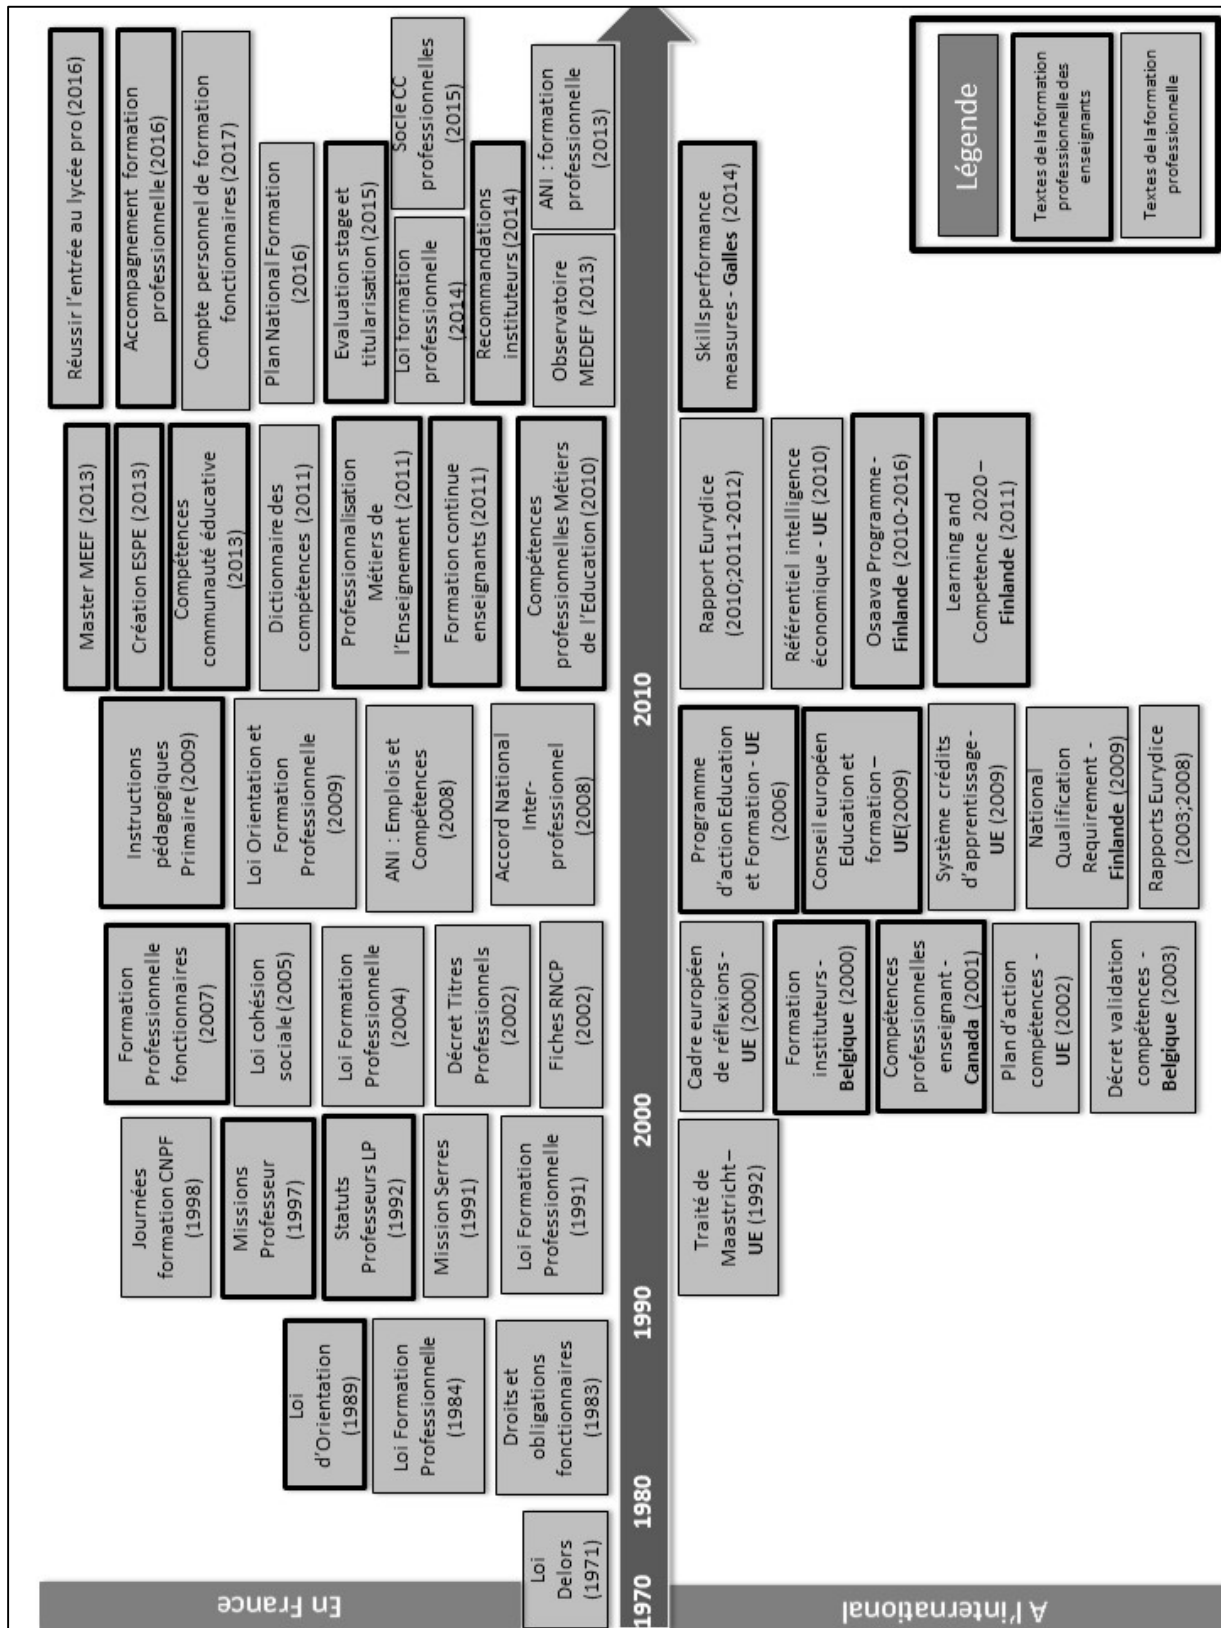 En France
Loi
Delors
(1971)
Loi
d'Orientation
(1989)
Loi Formation
Professionnelle
(1984)
Droits et
obligations
fonctionnaires
(1983)
Journées
formation CNPF
(1998)
Missions
Professeur
(1997)
Statuts
Professeurs LP
(1992)
Mission Serres
(1991)
Loi Formation
Professionnelle
(1991)
Formation
Professionnelle
fonctionnaires
(2007)
Loi cohésion
sociale (2005)
Loi Formation
Professionnelle
(2004)
Décret Titres
Professionnels
(2002)
Fiches RNCP
(2002)
Instructions
pédagogiques
Primaire (2009)
Loi Orientation et
Formation
Professionnelle
(2009)
ANI : Emplois et
Compétences
(2008)
Accord National
Inter-
professionnel
(2008)
Master MEEF (2013)
Création ESPE (2013)
Compétences
communauté éducative
(2013)
Dictionnaire des
compétences (2011)
Professionnalisation
Métiers de
l'Enseignement (2011)
Formation continue
enseignants (2011)
Compétences
professionnelles Métiers
de l'Education (2010)
Réussir l'entrée au lycée pro (2016)
Accompagnement formation
professionnelle (2016)
Compte personnel de formation
fonctionnaires (2017)
Plan National Formation
(2016)
Evaluation stage et
titularisation (2015)
Loi formation
professionnelle
(2014)
Socle CC
professionnelles
(2015)
Recommandations
instituteurs (2014)
Observatoire
MEDEF (2013)
ANI : formation
professionnelle
(2013)
1970
1980
1990
2000
2010
A l'international
Traité de
Maastricht –
UE (1992)
Cadre européen
de réflexions -
UE (2000)
Formation
instituteurs -
Belgique (2000)
Compétences
professionnelles
enseignant -
Canada (2001)
Plan d'action
compétences -
UE (2002)
Décret validation
compétences -
Belgique (2003)
Programme
d'action Education
et Formation - UE
(2006)
Conseil européen
Education et
formation –
UE(2009)
Système crédits
d'apprentissage -
UE (2009)
National
Qualification
Requirement -
Finlande (2009)
Rapports Eurydice
(2003;2008)
Rapport Eurydice
(2010;2011-2012)
Référentiel intelligence
économique - UE (2010)
Osaava Programme -
Finlande (2010-2016)
Learning and
Competence 2020 –
Finlande (2011)
Skills performance
measures - Galles (2014)
Légende
Textes de la formation
professionnelle des
enseignants
Textes de la formation
professionnelle